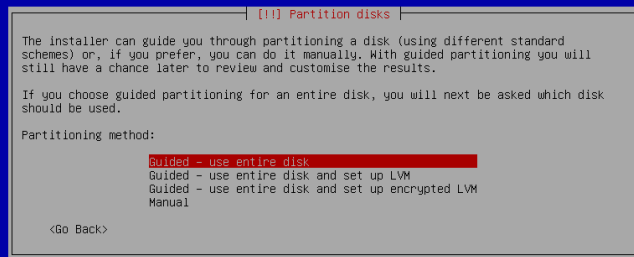 [!!] Partition disks
The installer can guide you through partitioning a disk (using different standard
schemes) or, if you prefer, you can do it manually. With guided partitioning you will
still have a chance later to review and customise the results.
If you choose guided partitioning for an entire disk, you will next be asked which disk
should be used.
Partitioning method:
Guided - use entire disk
Guided - use entire disk and set up LVM
Guided - use entire disk and set up encrypted LVM
Manual
<Go Back>